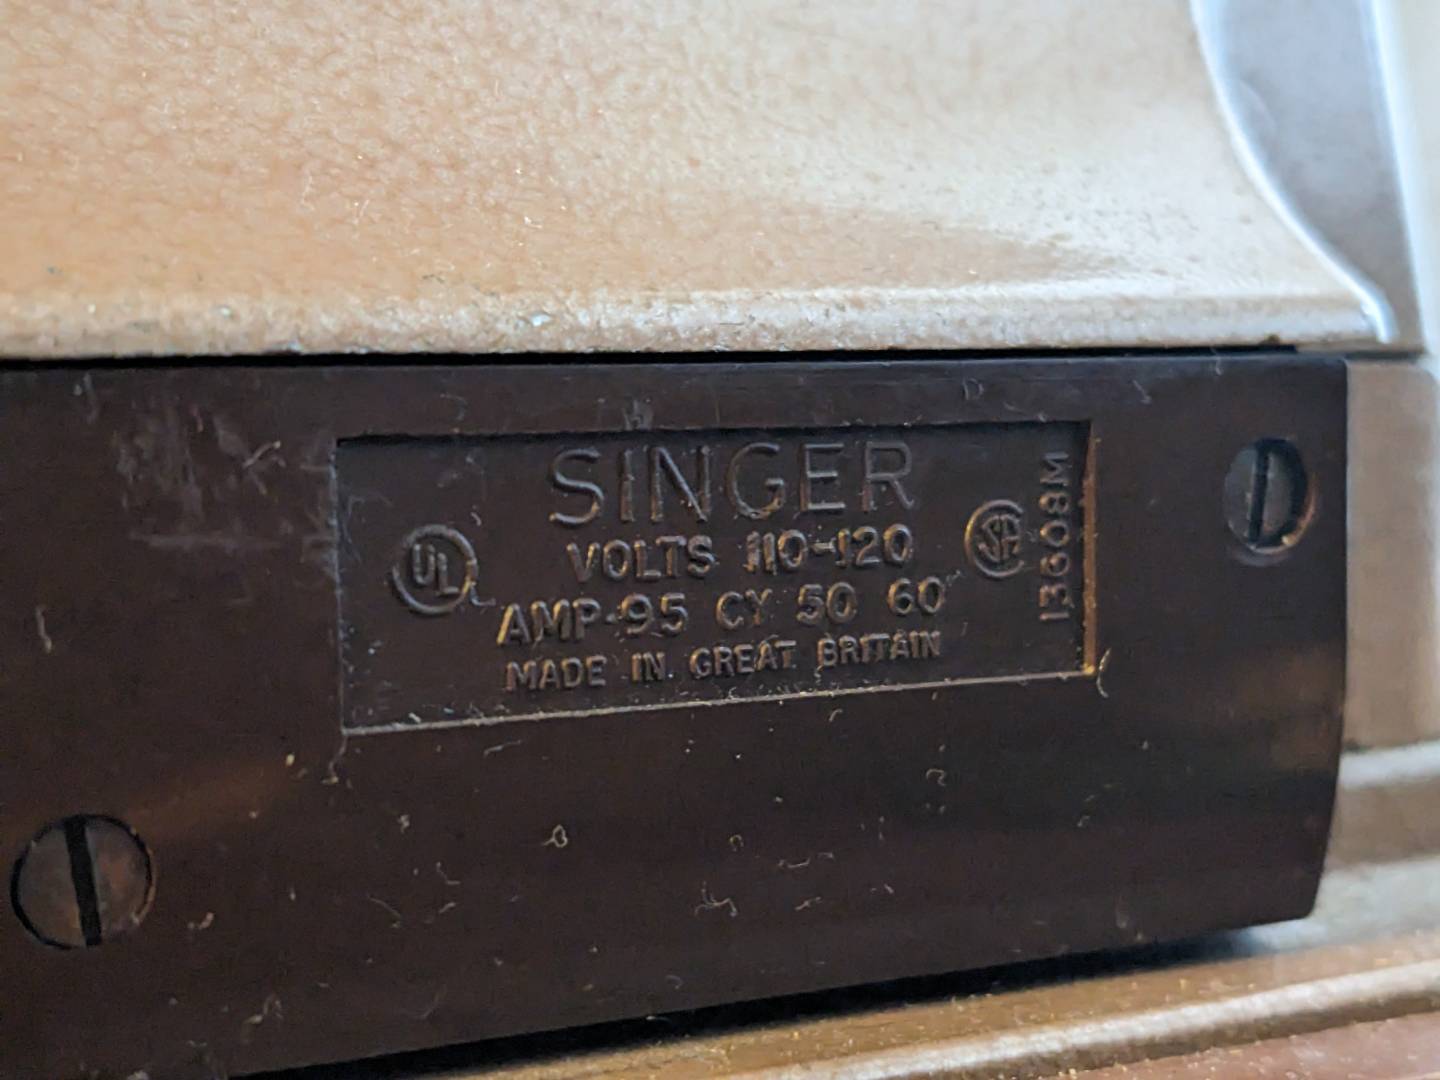 SINGER
UL
VOLTS 110-120
SA
AMP·95 CY 50 60
MADE IN GREAT BRITAIN
13608M